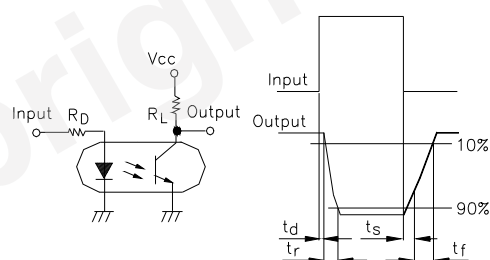 Vcc
Input RD RL Output
Input
Output
10%
90%
td ts
tr tf